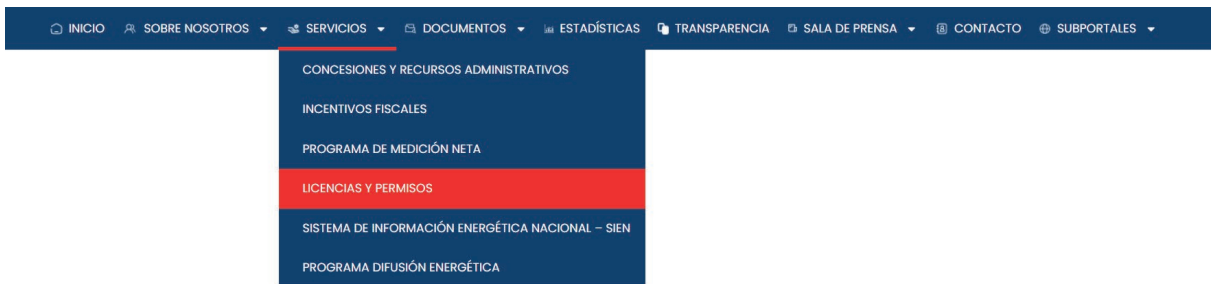 INICIO SOBRE NOSOTROS SERVICIOS DOCUMENTOS ESTADÍSTICAS TRANSPARENCIA SALA DE PRENSA CONTACTO SUBPORTALES
CONCESIONES Y RECURSOS ADMINISTRATIVOS
INCENTIVOS FISCALES
PROGRAMA DE MEDICIÓN NETA
LICENCIAS Y PERMISOS
SISTEMA DE INFORMACIÓN ENERGÉTICA NACIONAL – SIEN
PROGRAMA DIFUSIÓN ENERGÉTICA